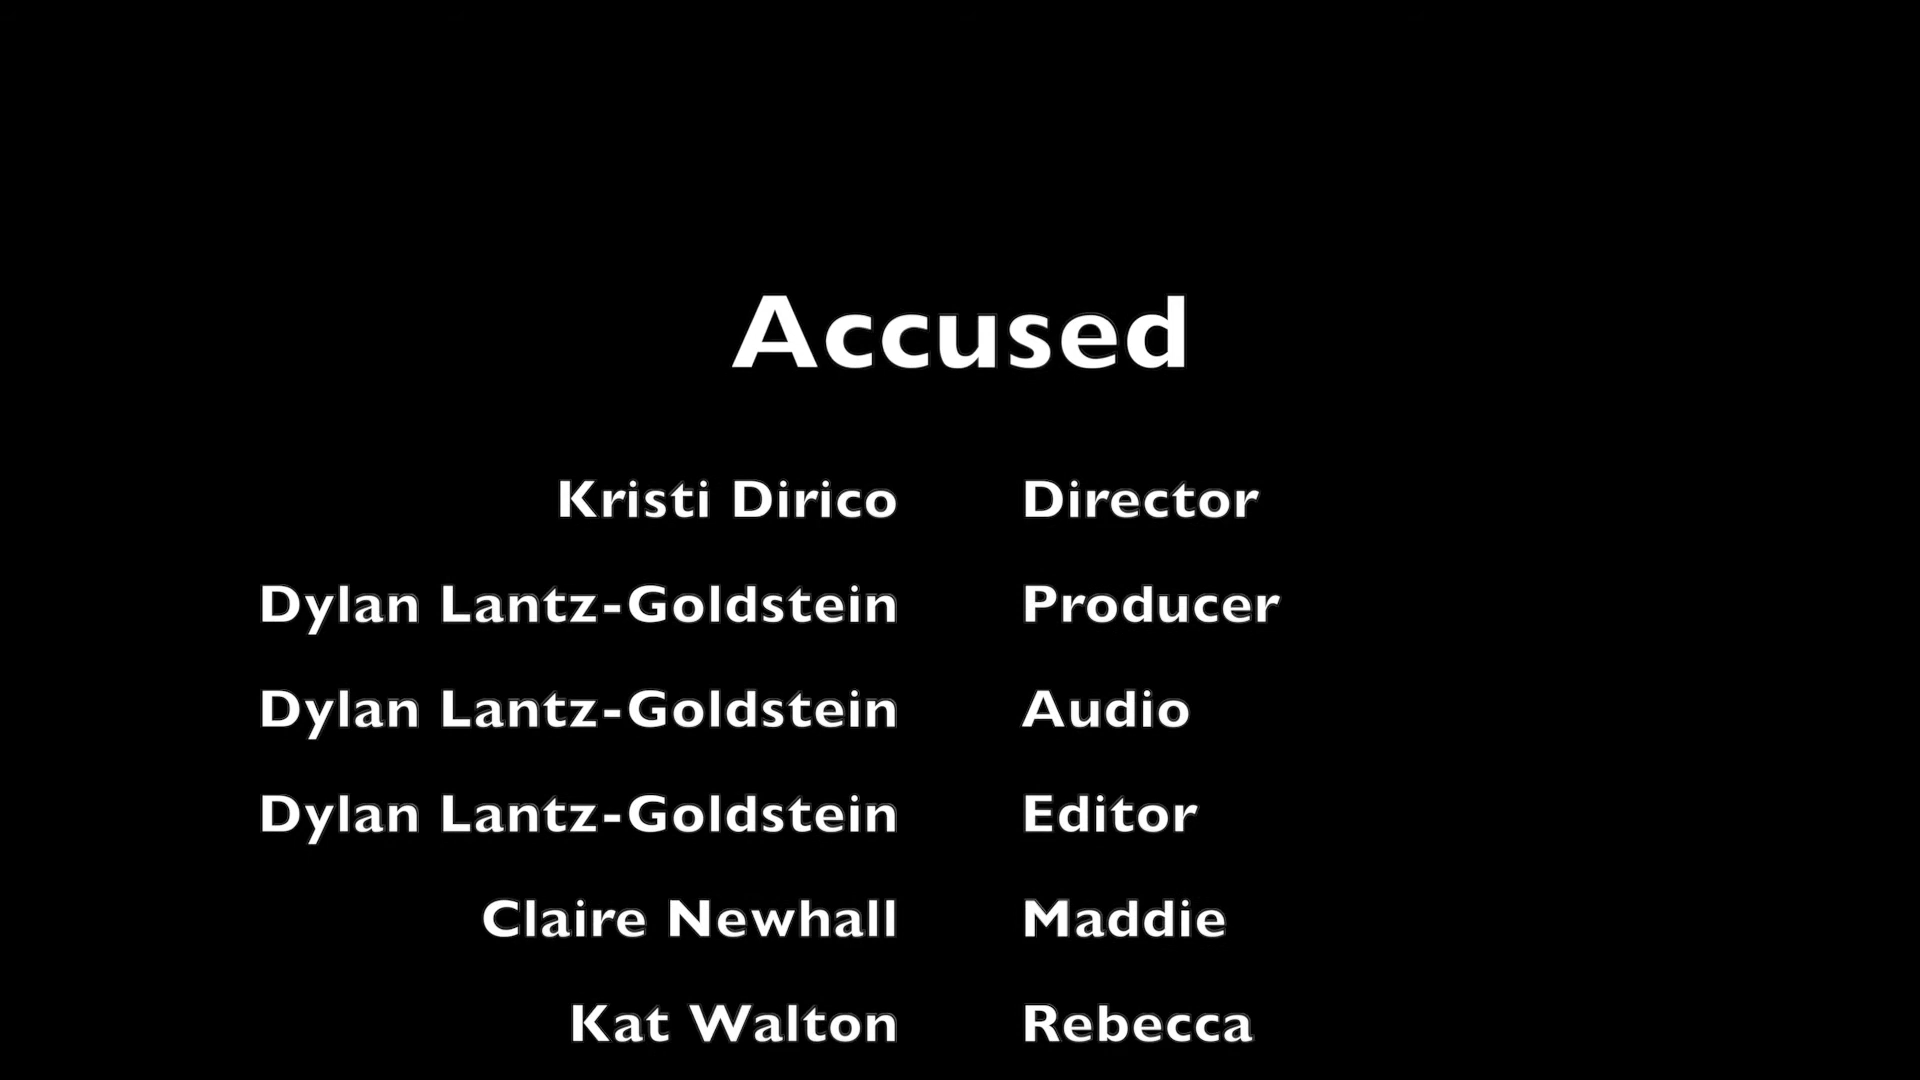 Accused
Kristi Dirico Director
Dylan Lantz-Goldstein Producer
Dylan Lantz-Goldstein Audio
Dylan Lantz-Goldstein Editor
Claire Newhall Maddie
Kat Walton Rebecca